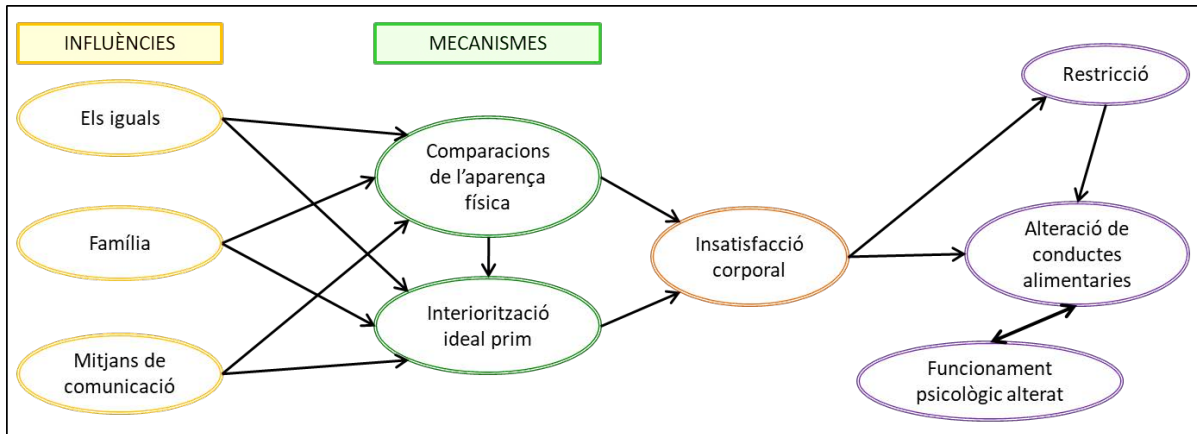 INFLUÈNCIES
MECANISMES
Els iguals
Família
Mitjans de
comunicació
Comparacions
de l'aparença
física
Interiorització
ideal prim
Insatisfacció
corporal
Restricció
Alteració de
conductes
alimentaries
Funcionament
psicològic alterat